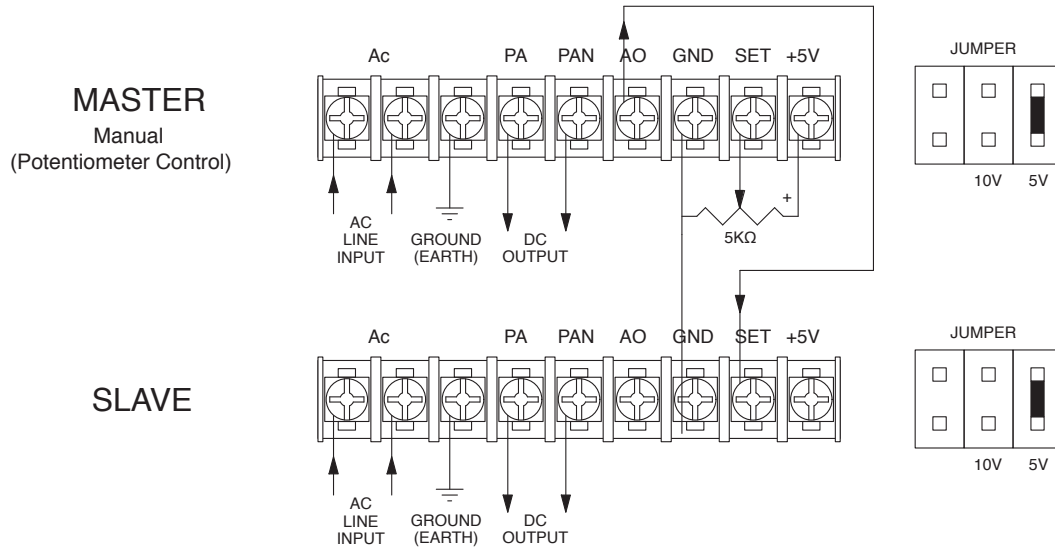 MASTER
Manual
(Potentiometer Control)
Ac PA PAN AO GND SET +5V
AC
LINE
INPUT
GROUND
(EARTH)
DC
OUTPUT
+
5KΩ
JUMPER
10V 5V
SLAVE
Ac PA PAN AO GND SET +5V
AC
LINE
INPUT
GROUND
(EARTH)
DC
OUTPUT
JUMPER
10V 5V